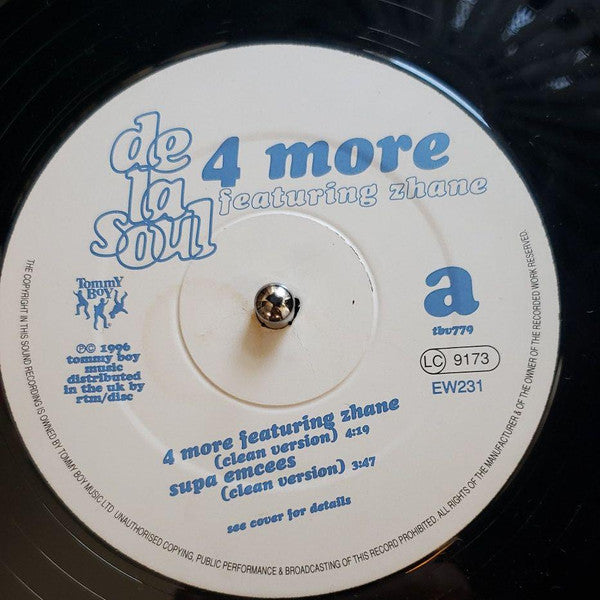 de
la
soul
4 more
featuring zhane
Tommy
Boy
a
tbv779
LC 9173
EW231
℗© 1996
tommy boy
music
distributed
in the uk by
rtm/disc
4 more featuring zhane
(clean version) 4:19
supa emcees
(clean version) 3:47
see cover for details
THE COPYRIGHT IN THIS SOUND RECORDING IS OWNED BY TOMMY BOY MUSIC LTD. UNAUTHORISED COPYING, PUBLIC PERFORMANCE & BROADCASTING OF THIS RECORD PROHIBITED. ALL RIGHTS OF THE MANUFACTURER & OF THE OWNER OF THE RECORDED WORK RESERVED.